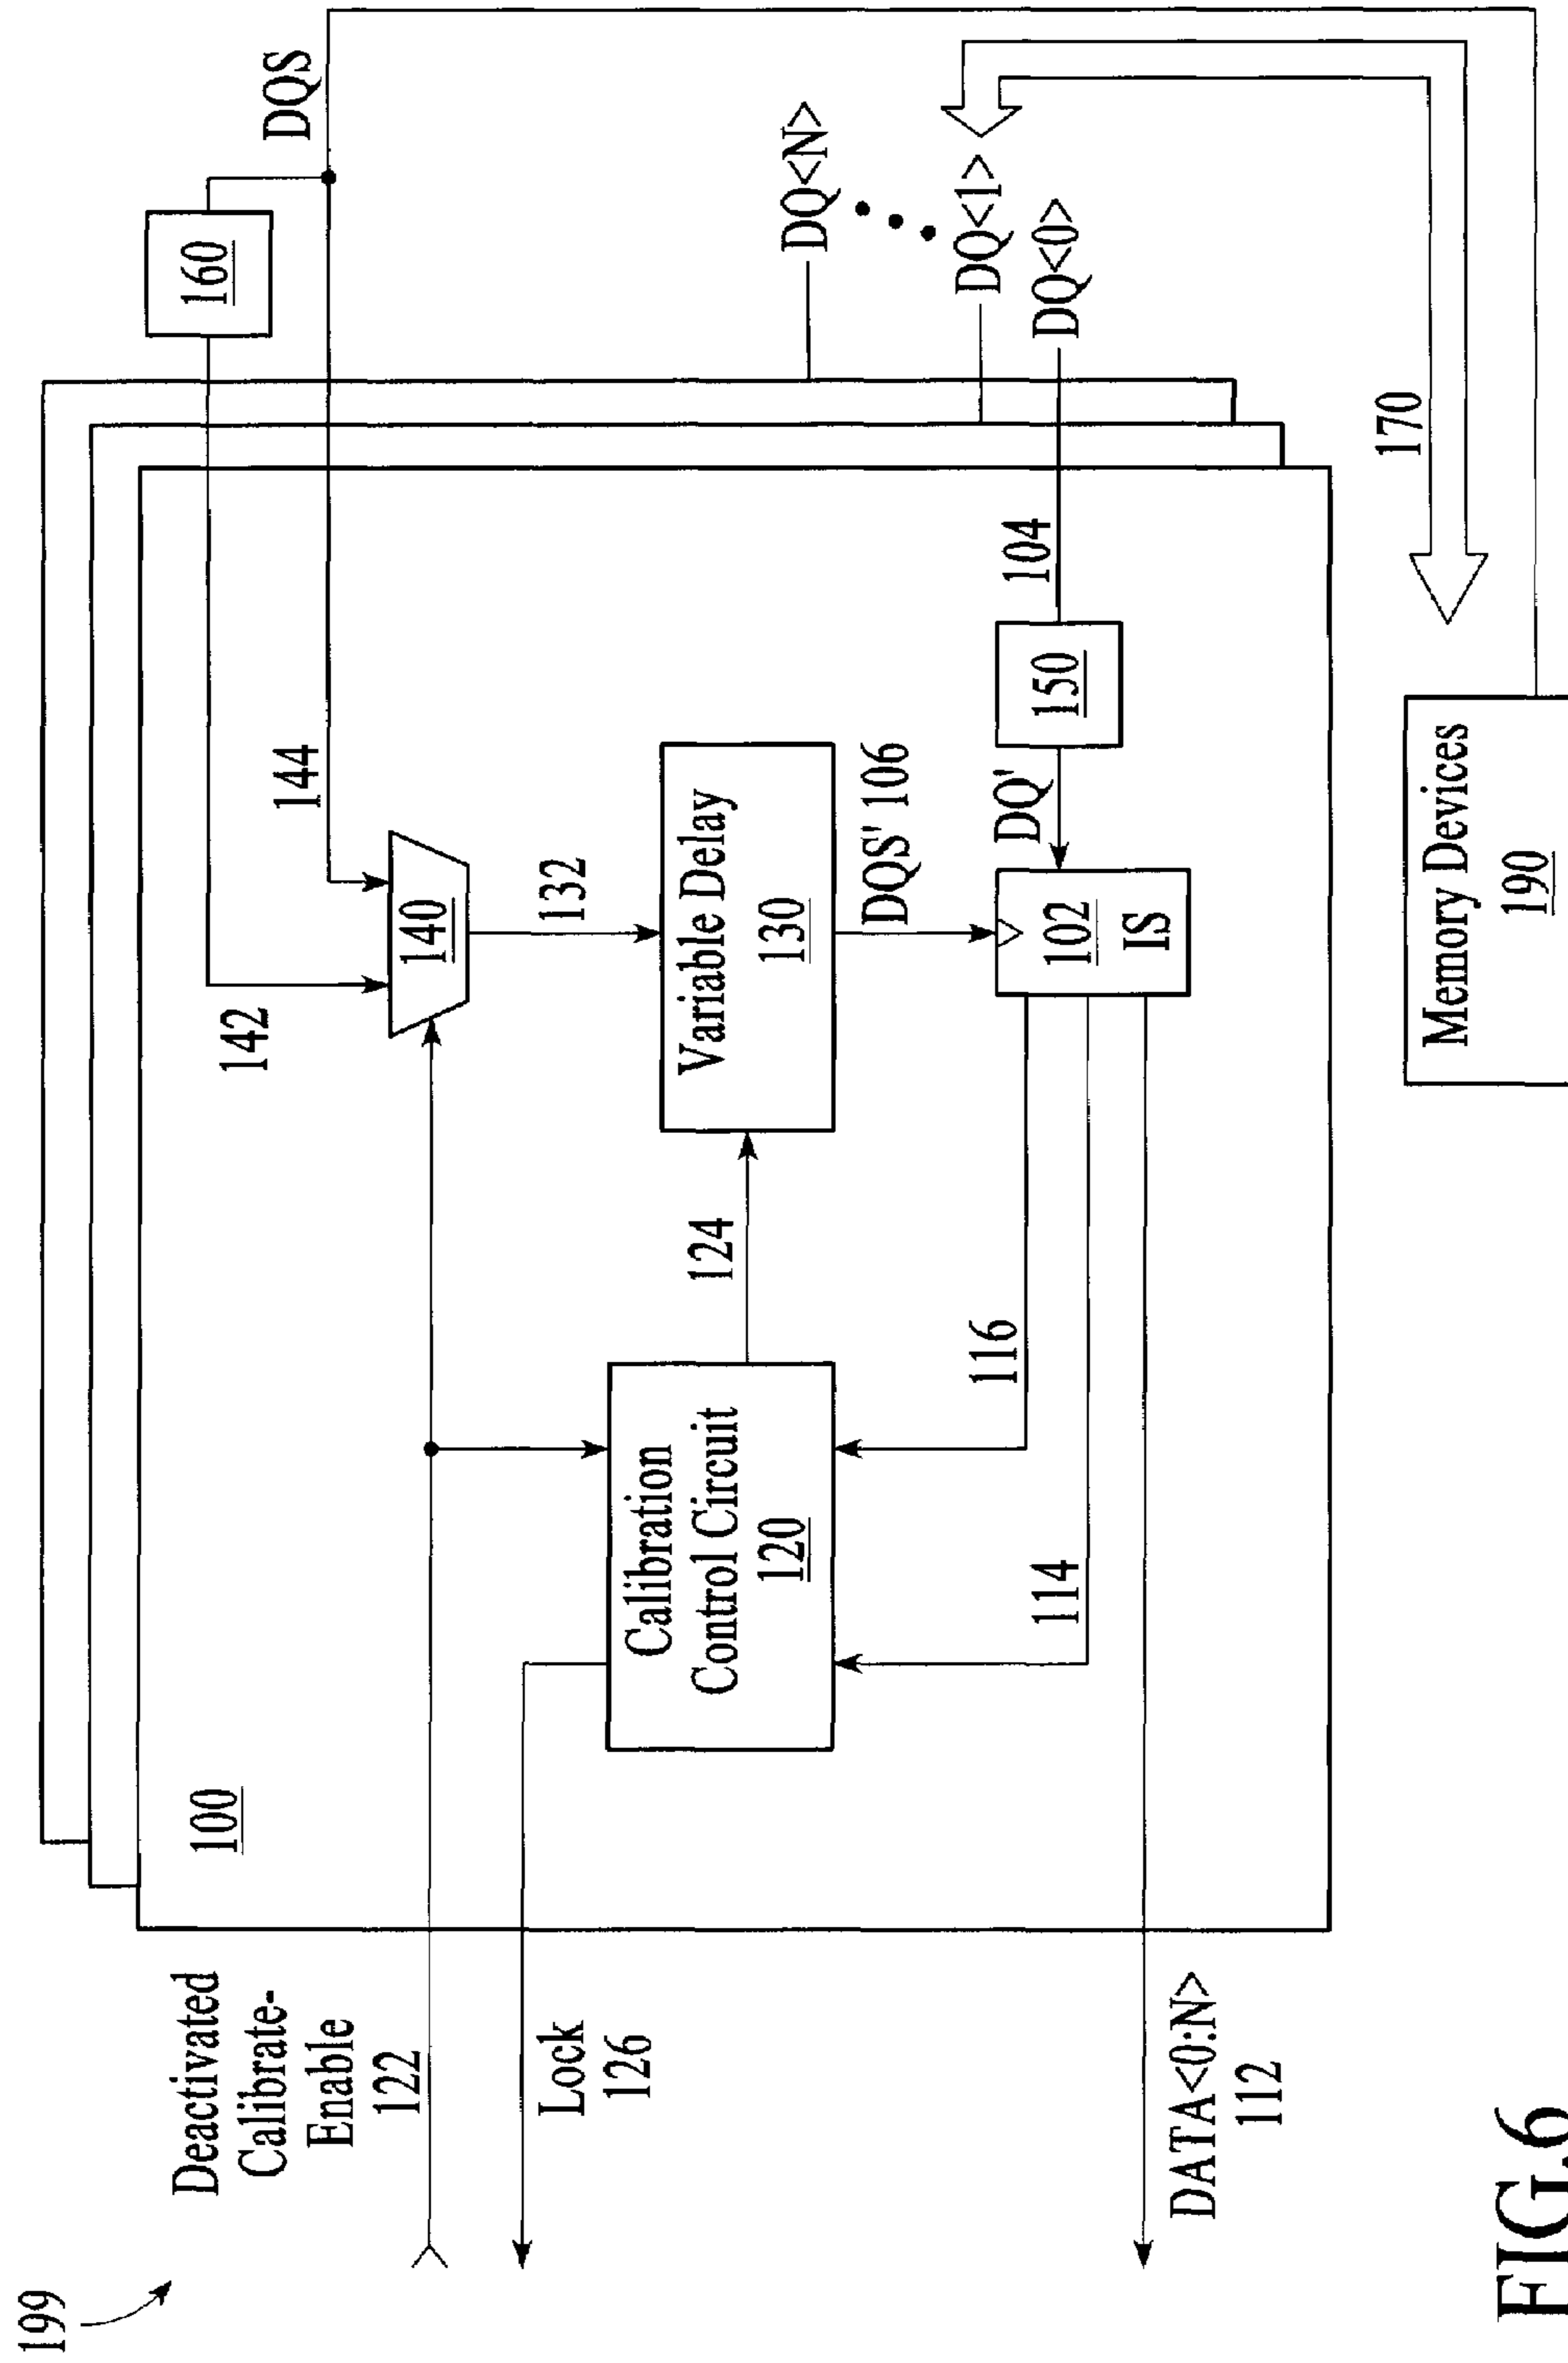 199
Deactivated
Calibrate-
Enable
122
Lock
126
DATA<0:N>
112
100
Calibration
Control Circuit
120
114
116
124
142
144
140
132
Variable Delay
130
DQS' 106
102
IS
DQ'
150
104
160
DQS
DQ<N>
DQ<1>
DQ<0>
170
Memory Devices
190
FIG.6